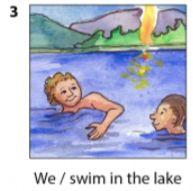 3
We / swim in the lake